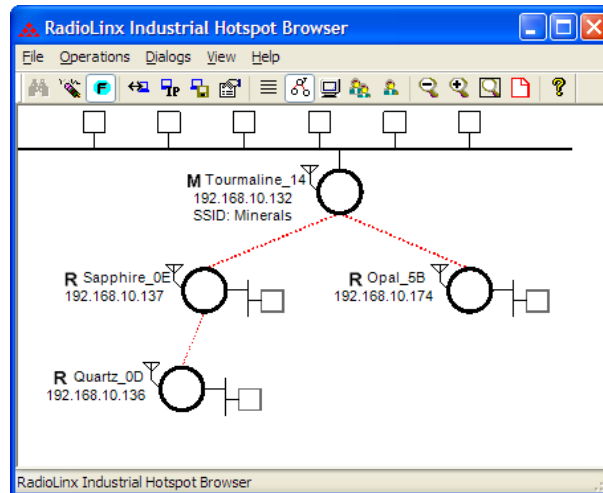 RadioLinx Industrial Hotspot Browser
File Operations Dialogs View Help
F IP ?
M Tourmaline_14
192.168.10.132
SSID: Minerals
R Sapphire_0E
192.168.10.137
R Opal_5B
192.168.10.174
R Quartz_0D
192.168.10.136
RadioLinx Industrial Hotspot Browser